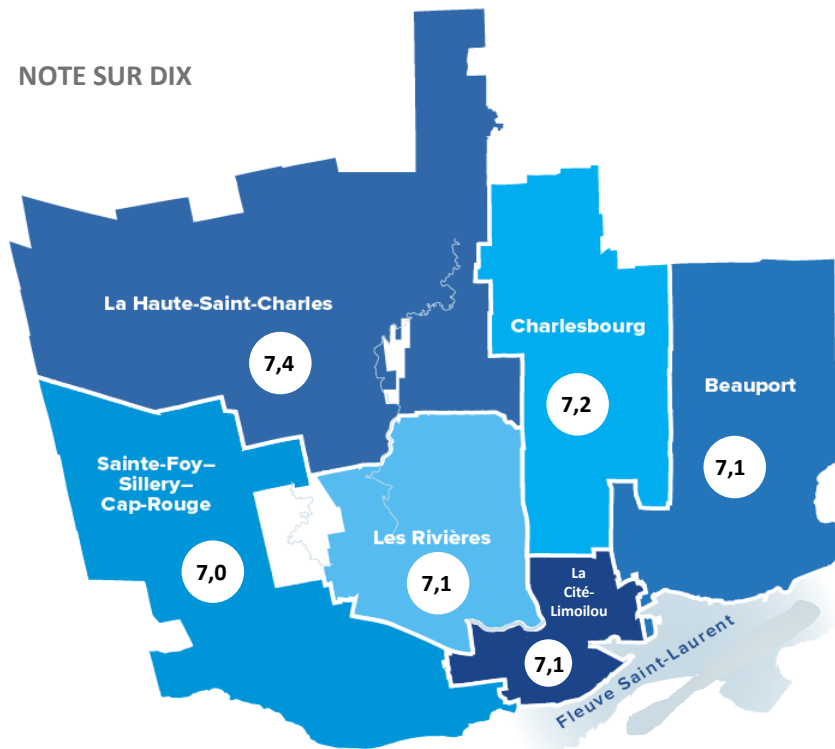 NOTE SUR DIX
La Haute-Saint-Charles
7,4
Charlesbourg
7,2
Beauport
7,1
Sainte-Foy–
Sillery–
Cap-Rouge
7,0
Les Rivières
7,1
La
Cité-
Limoilou
7,1
Fleuve Saint-Laurent